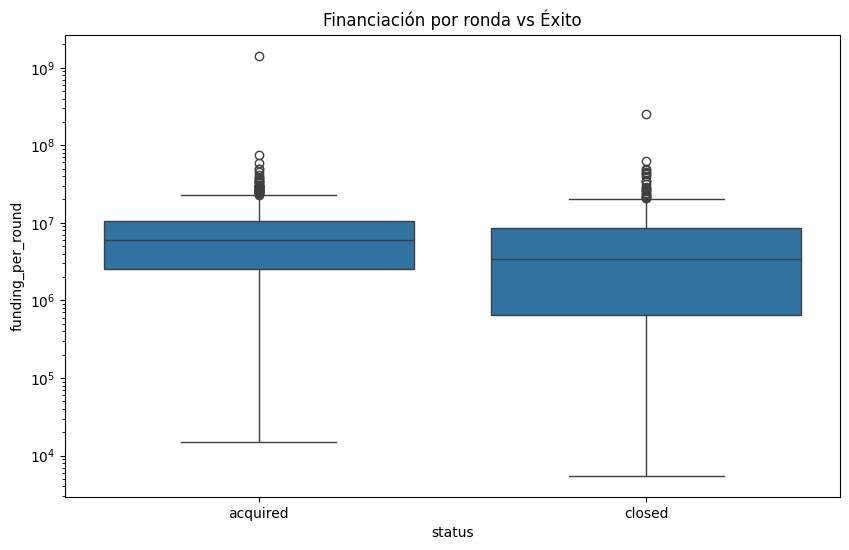 Financiación por ronda vs Éxito
funding_per_round
10⁹
10⁸
10⁷
10⁶
10⁵
10⁴
acquired
closed
status